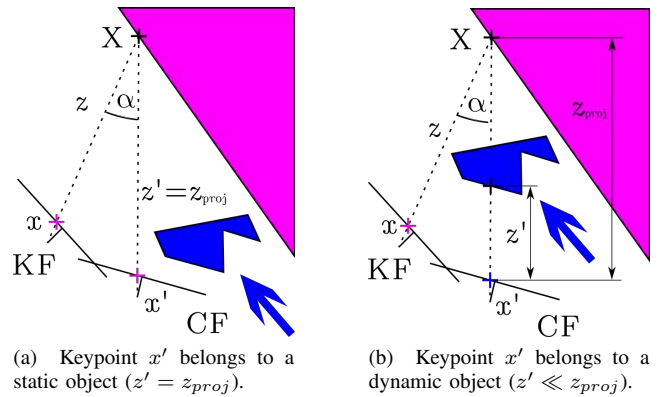 X
α
z
z'=z_proj
x
KF
x'
CF
(a) Keypoint x′ belongs to a
static object (z′ = z_proj).
X
α
z
z_proj
z'
x
KF
x'
CF
(b) Keypoint x′ belongs to a
dynamic object (z′ ≪ z_proj).